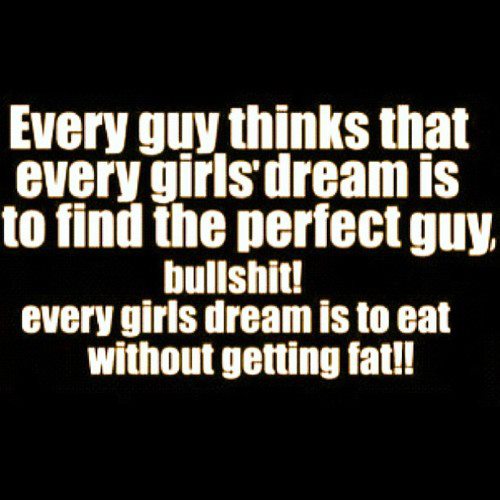 Every guy thinks that
every girls' dream is
to find the perfect guy,
bullshit!
every girls dream is to eat
without getting fat!!